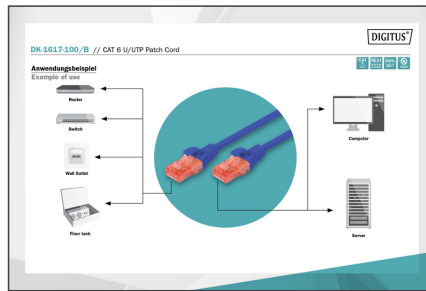 DIGITUS®
DK-1617-100/B // CAT 6 U/UTP Patch Cord
Anwendungsbeispiel
Example of use
Router
Switch
Wall Outlet
Floor tank
Computer
Server